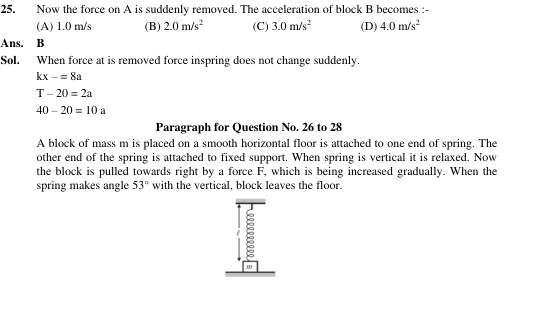 25. Now the force on A is suddenly removed. The acceleration of block B becomes :-
(A) 1.0 m/s (B) 2.0 m/s² (C) 3.0 m/s² (D) 4.0 m/s²
Ans. B
Sol. When force at is removed force inspring does not change suddenly.
kx – = 8a
T – 20 = 2a
40 – 20 = 10 a
Paragraph for Question No. 26 to 28
A block of mass m is placed on a smooth horizontal floor is attached to one end of spring. The
other end of the spring is attached to fixed support. When spring is vertical it is relaxed. Now
the block is pulled towards right by a force F, which is being increased gradually. When the
spring makes angle 53° with the vertical, block leaves the floor.
m